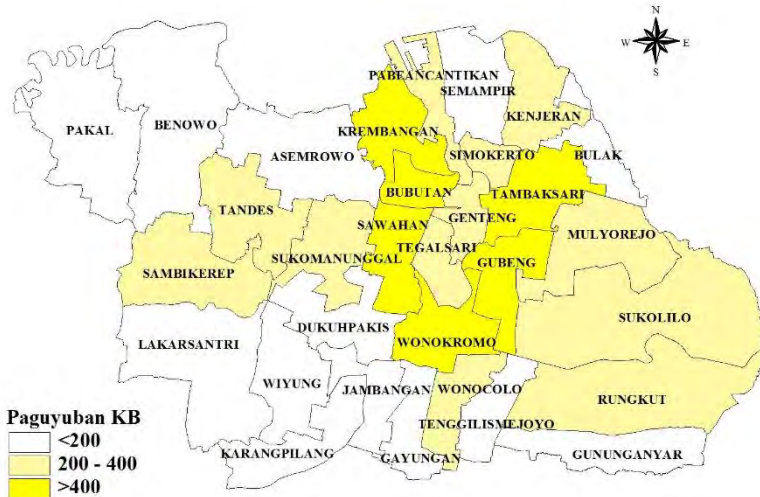 N
W E
S
PABEANCANTIKAN
SEMAMPIR
KENJERAN
PAKAL
BENOWO
KREMBANGAN
ASEMROWO
SIMOKERTO
BULAK
BUBUTAN
TAMBAKSARI
TANDES
GENTENG
SAWAHAN
MULYOREJO
TEGALSARI
SUKOMANUNGGAL
GUBENG
SAMBIKEREP
SUKOLILO
DUKUHPAKIS
LAKARSANTRI
WONOKROMO
WIYUNG
JAMBANGAN
WONOCOLO
RUNGKUT
TENGGILISMEJOYO
KARANGPILANG
GAYUNGAN
GUNUNGANYAR
Paguyuban KB
<200
200 - 400
>400